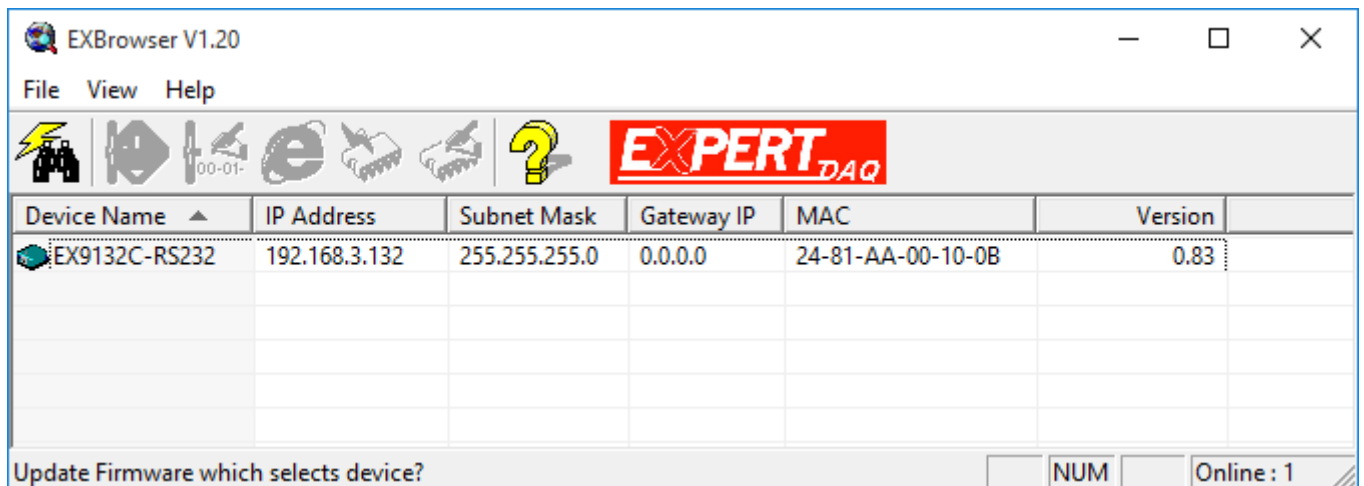 EXBrowser V1.20
File View Help
00-01-
EXPERT DAQ
Device Name IP Address Subnet Mask Gateway IP MAC Version
EX9132C-RS232 192.168.3.132 255.255.255.0 0.0.0.0 24-81-AA-00-10-0B 0.83
Update Firmware which selects device? NUM Online : 1